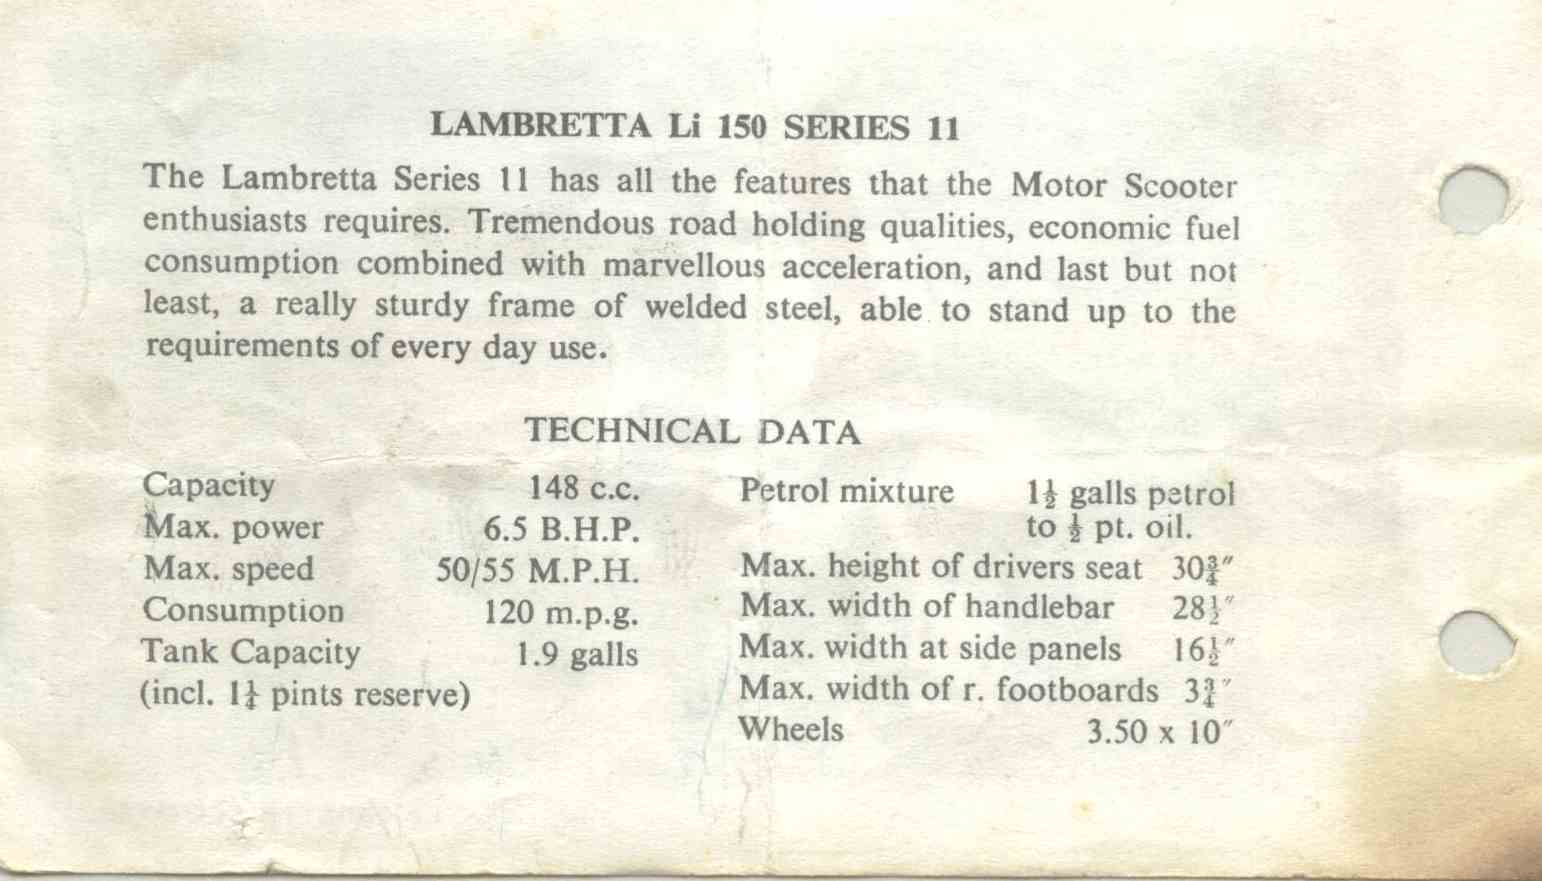 LAMBRETTA Li 150 SERIES 11
The Lambretta Series 11 has all the features that the Motor Scooter
enthusiasts requires. Tremendous road holding qualities, economic fuel
consumption combined with marvellous acceleration, and last but not
least, a really sturdy frame of welded steel, able to stand up to the
requirements of every day use.
TECHNICAL DATA
Capacity 148 c.c.
Max. power 6.5 B.H.P.
Max. speed 50/55 M.P.H.
Consumption 120 m.p.g.
Tank Capacity 1.9 galls
(incl. 1¼ pints reserve)
Petrol mixture 1½ galls petrol
to ½ pt. oil.
Max. height of drivers seat 30¾″
Max. width of handlebar 28½″
Max. width at side panels 16½″
Max. width of r. footboards 3¾″
Wheels 3.50 x 10″